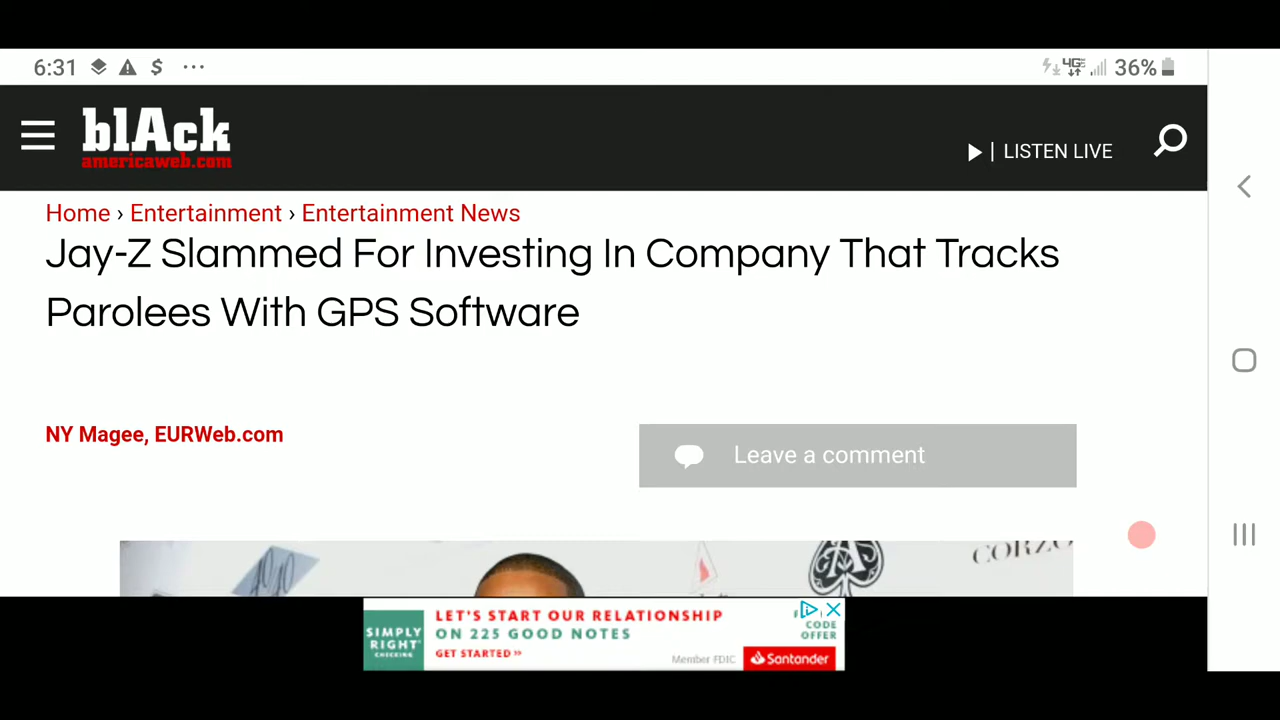 6:31 $ ... 4GE 36%
blAck
americaweb.com
LISTEN LIVE
Home › Entertainment › Entertainment News
Jay-Z Slammed For Investing In Company That Tracks
Parolees With GPS Software
NY Magee, EURWeb.com
Leave a comment
LET'S START OUR RELATIONSHIP
ON 225 GOOD NOTES
GET STARTED »
SIMPLY
RIGHT
CHECKING
CODE
OFFER
Member FDIC
Santander